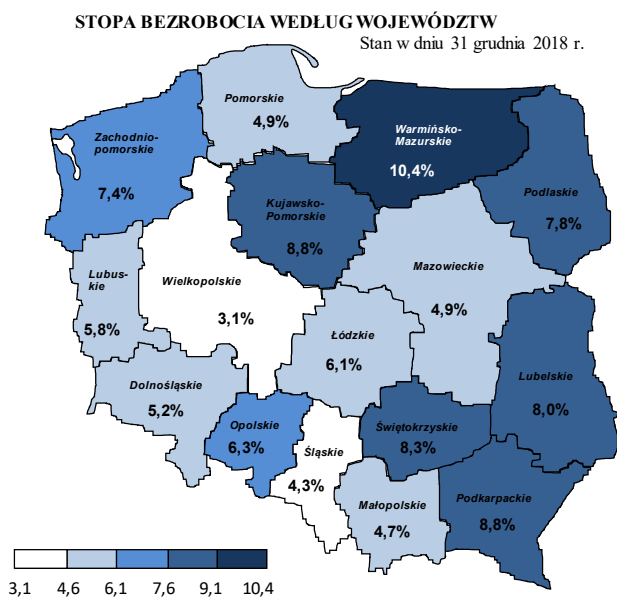 STOPA BEZROBOCIA WEDŁUG WOJEWÓDZTW
Stan w dniu 31 grudnia 2018 r.
Pomorskie
4,9%
Zachodnio-
pomorskie
7,4%
Warmińsko-
Mazurskie
10,4%
Podlaskie
7,8%
Kujawsko-
Pomorskie
8,8%
Lubus-
kie
5,8%
Wielkopolskie
3,1%
Mazowieckie
4,9%
Łódzkie
6,1%
Lubelskie
8,0%
Dolnośląskie
5,2%
Opolskie
6,3%
Śląskie
4,3%
Świętokrzyskie
8,3%
Małopolskie
4,7%
Podkarpackie
8,8%
3,1 4,6 6,1 7,6 9,1 10,4